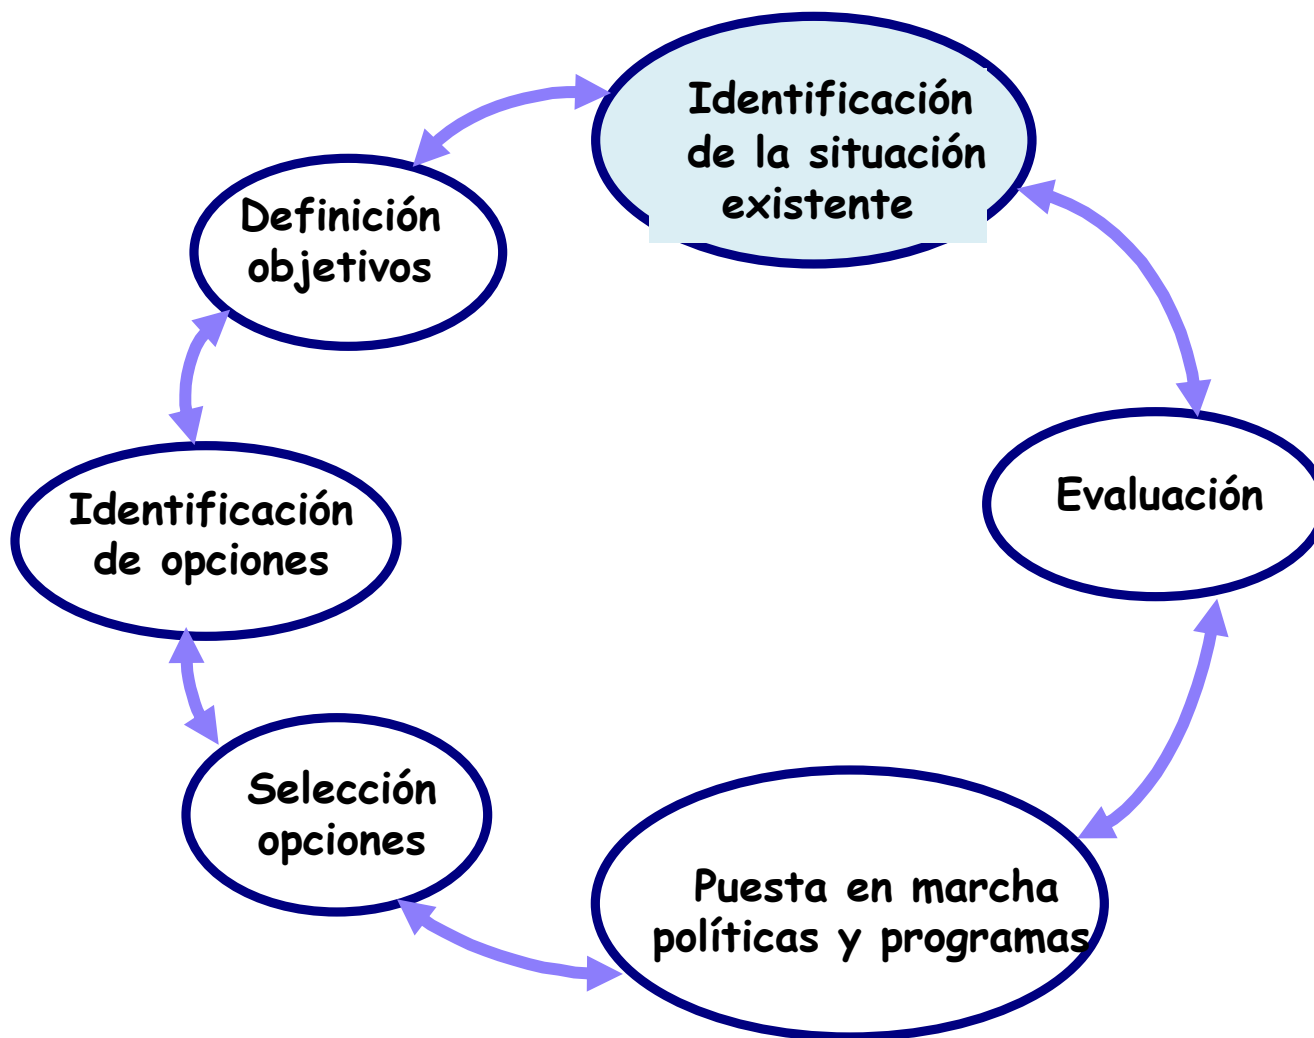 Identificación
de la situación
existente
Definición
objetivos
Identificación
de opciones
Selección
opciones
Puesta en marcha
políticas y programas
Evaluación